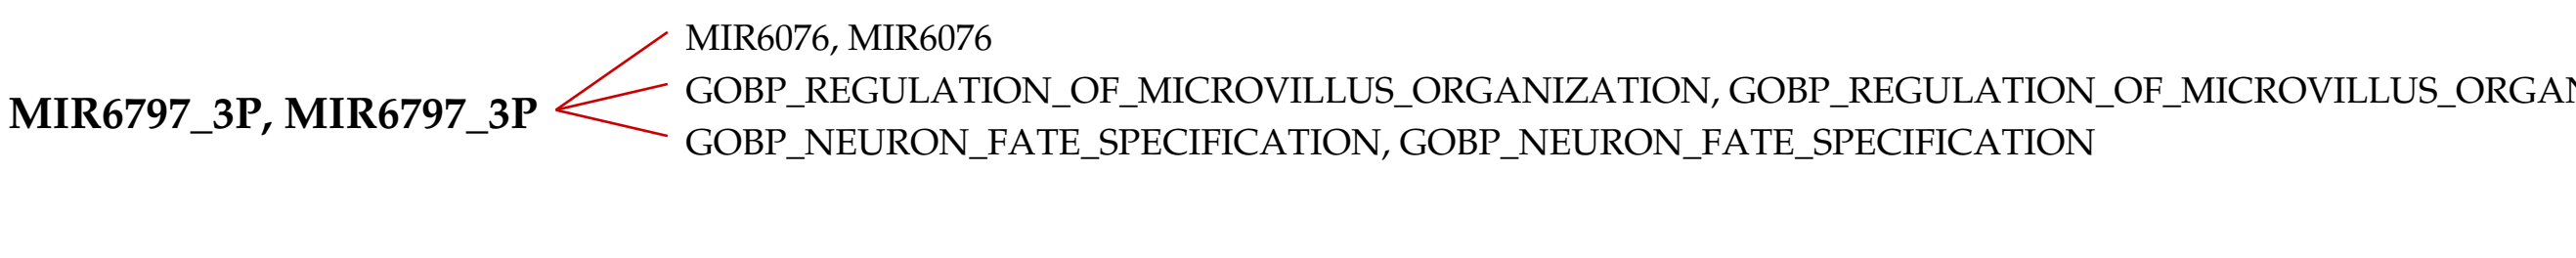 MIR6076, MIR6076
GOBP_REGULATION_OF_MICROVILLUS_ORGANIZATION, GOBP_REGULATION_OF_MICROVILLUS_ORGAN
MIR6797_3P, MIR6797_3P
GOBP_NEURON_FATE_SPECIFICATION, GOBP_NEURON_FATE_SPECIFICATION